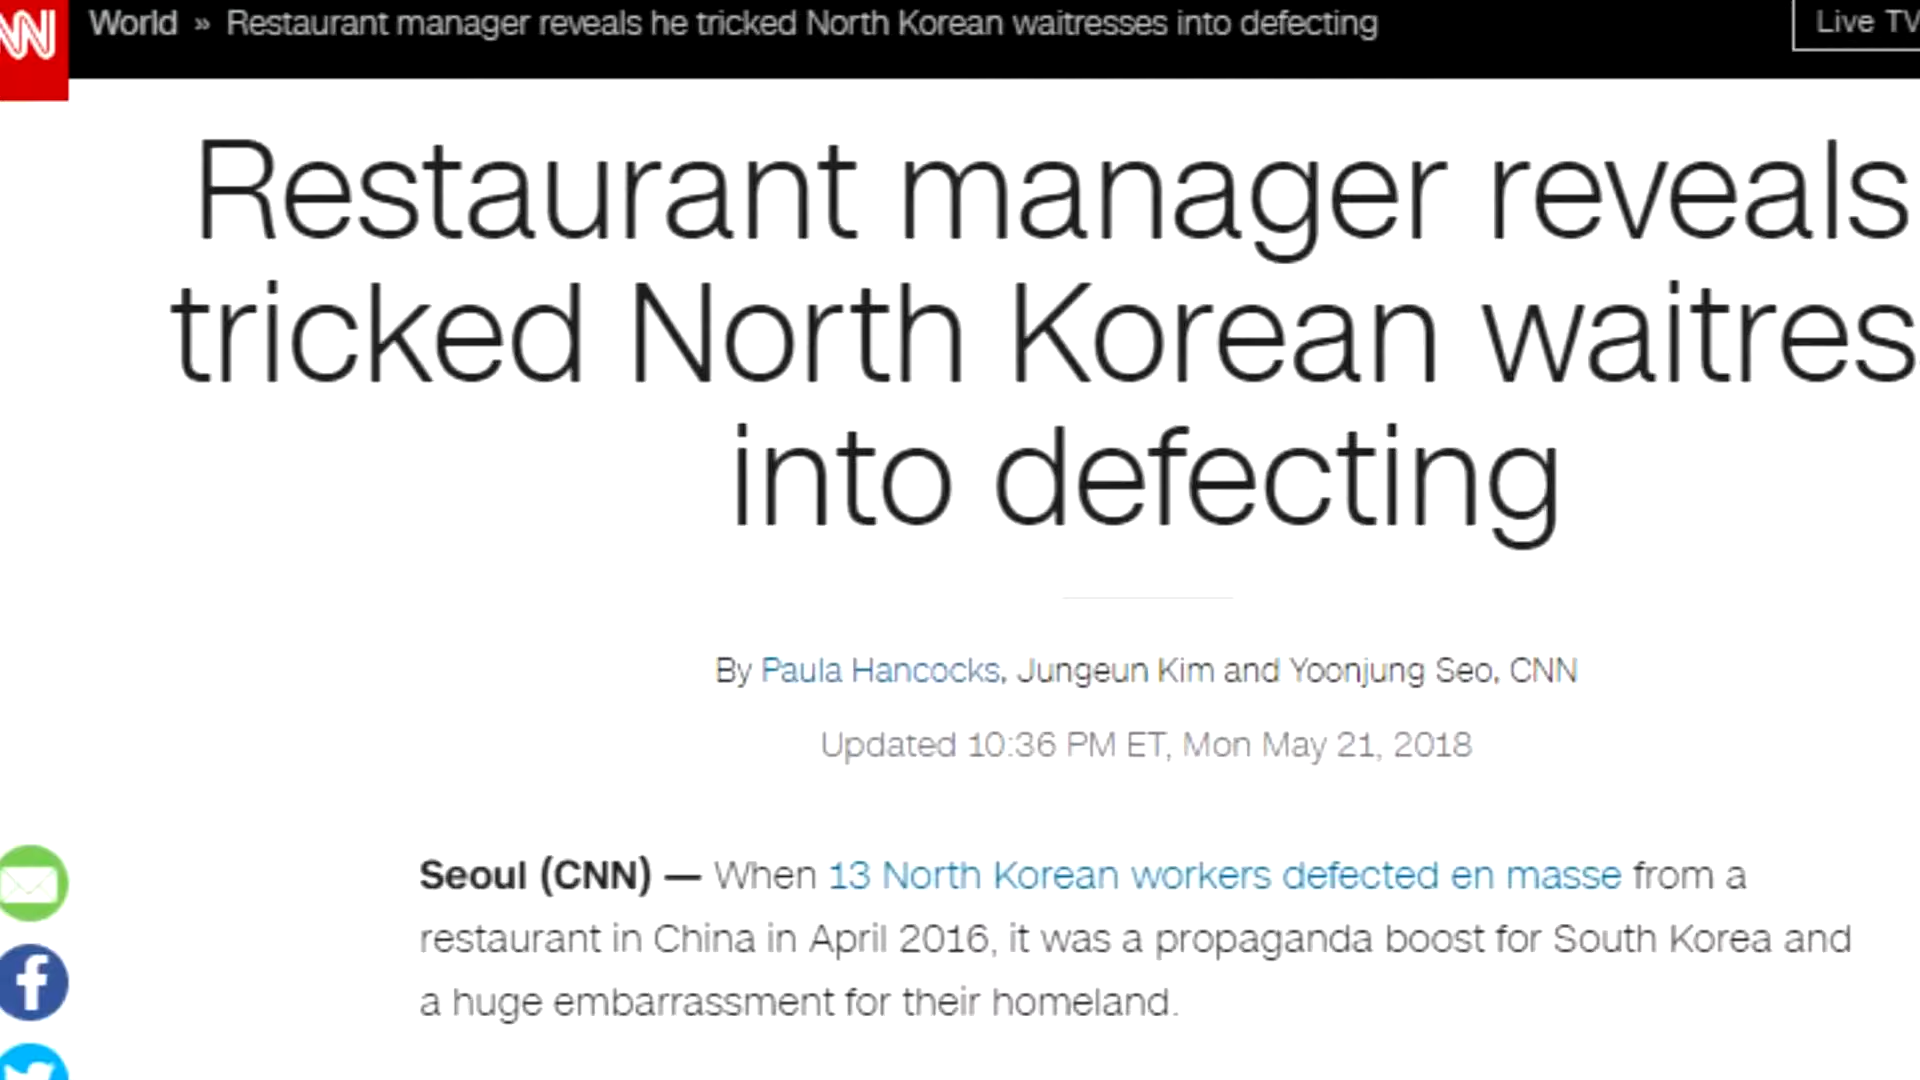 NN
World » Restaurant manager reveals he tricked North Korean waitresses into defecting
Live TV
Restaurant manager reveals
tricked North Korean waitres
into defecting
By Paula Hancocks, Jungeun Kim and Yoonjung Seo, CNN
Updated 10:36 PM ET, Mon May 21, 2018
Seoul (CNN) — When 13 North Korean workers defected en masse from a
restaurant in China in April 2016, it was a propaganda boost for South Korea and
a huge embarrassment for their homeland.